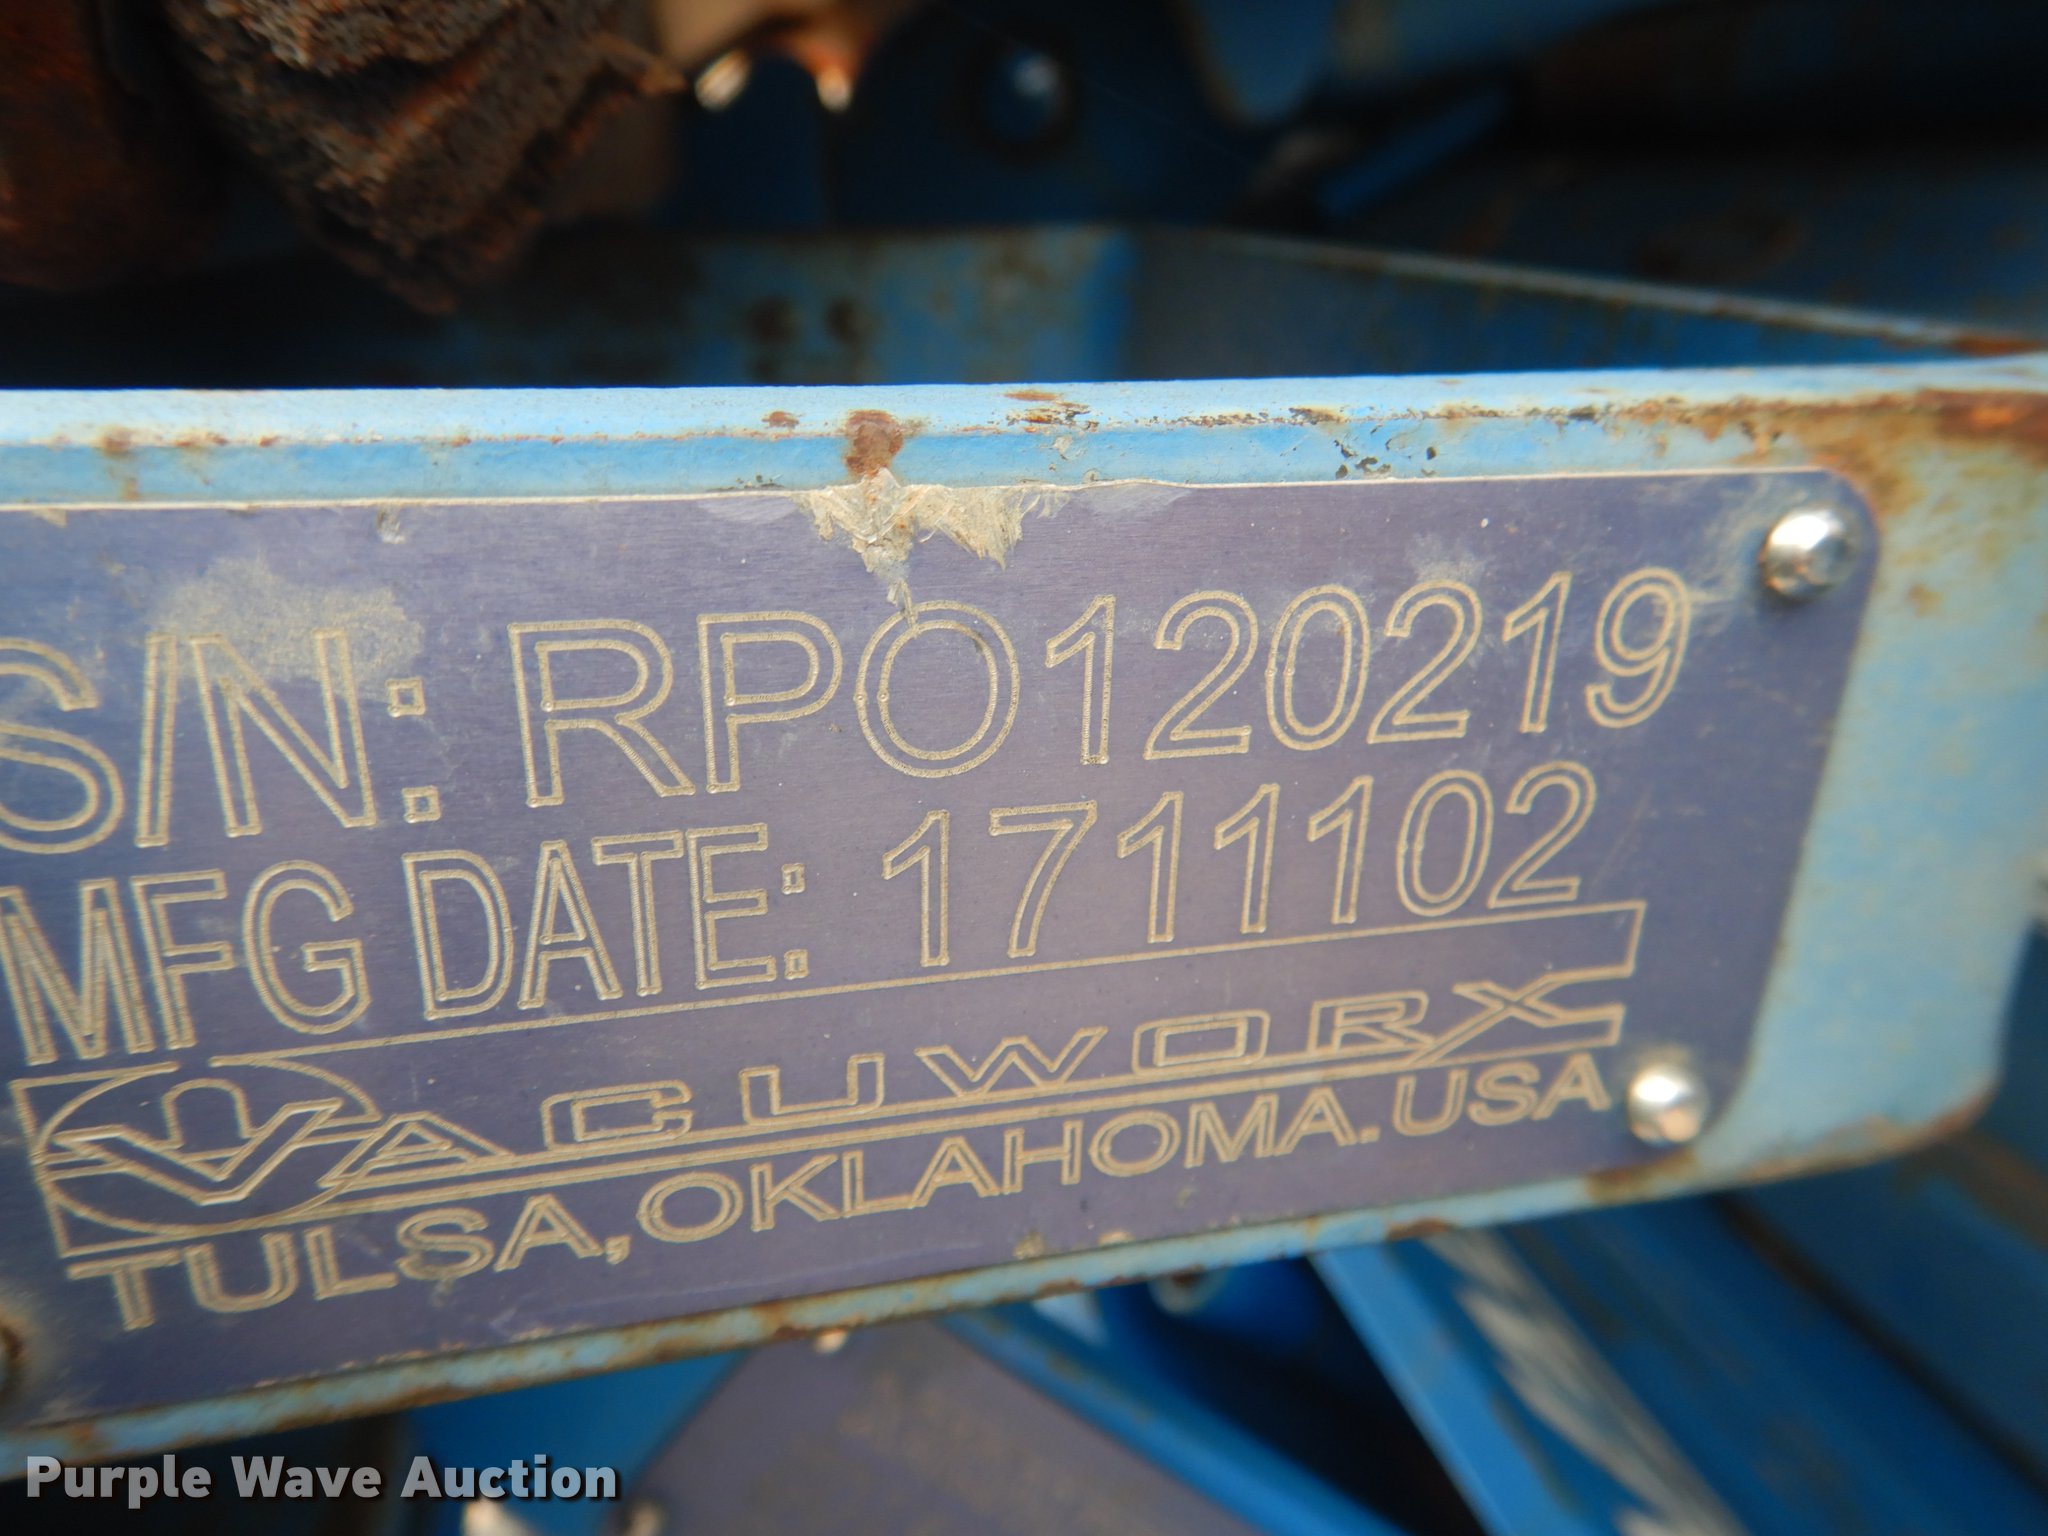 S/N: RPO120219
MFG DATE: 1711102
VACUWORX
TULSA, OKLAHOMA. USA
Purple Wave Auction